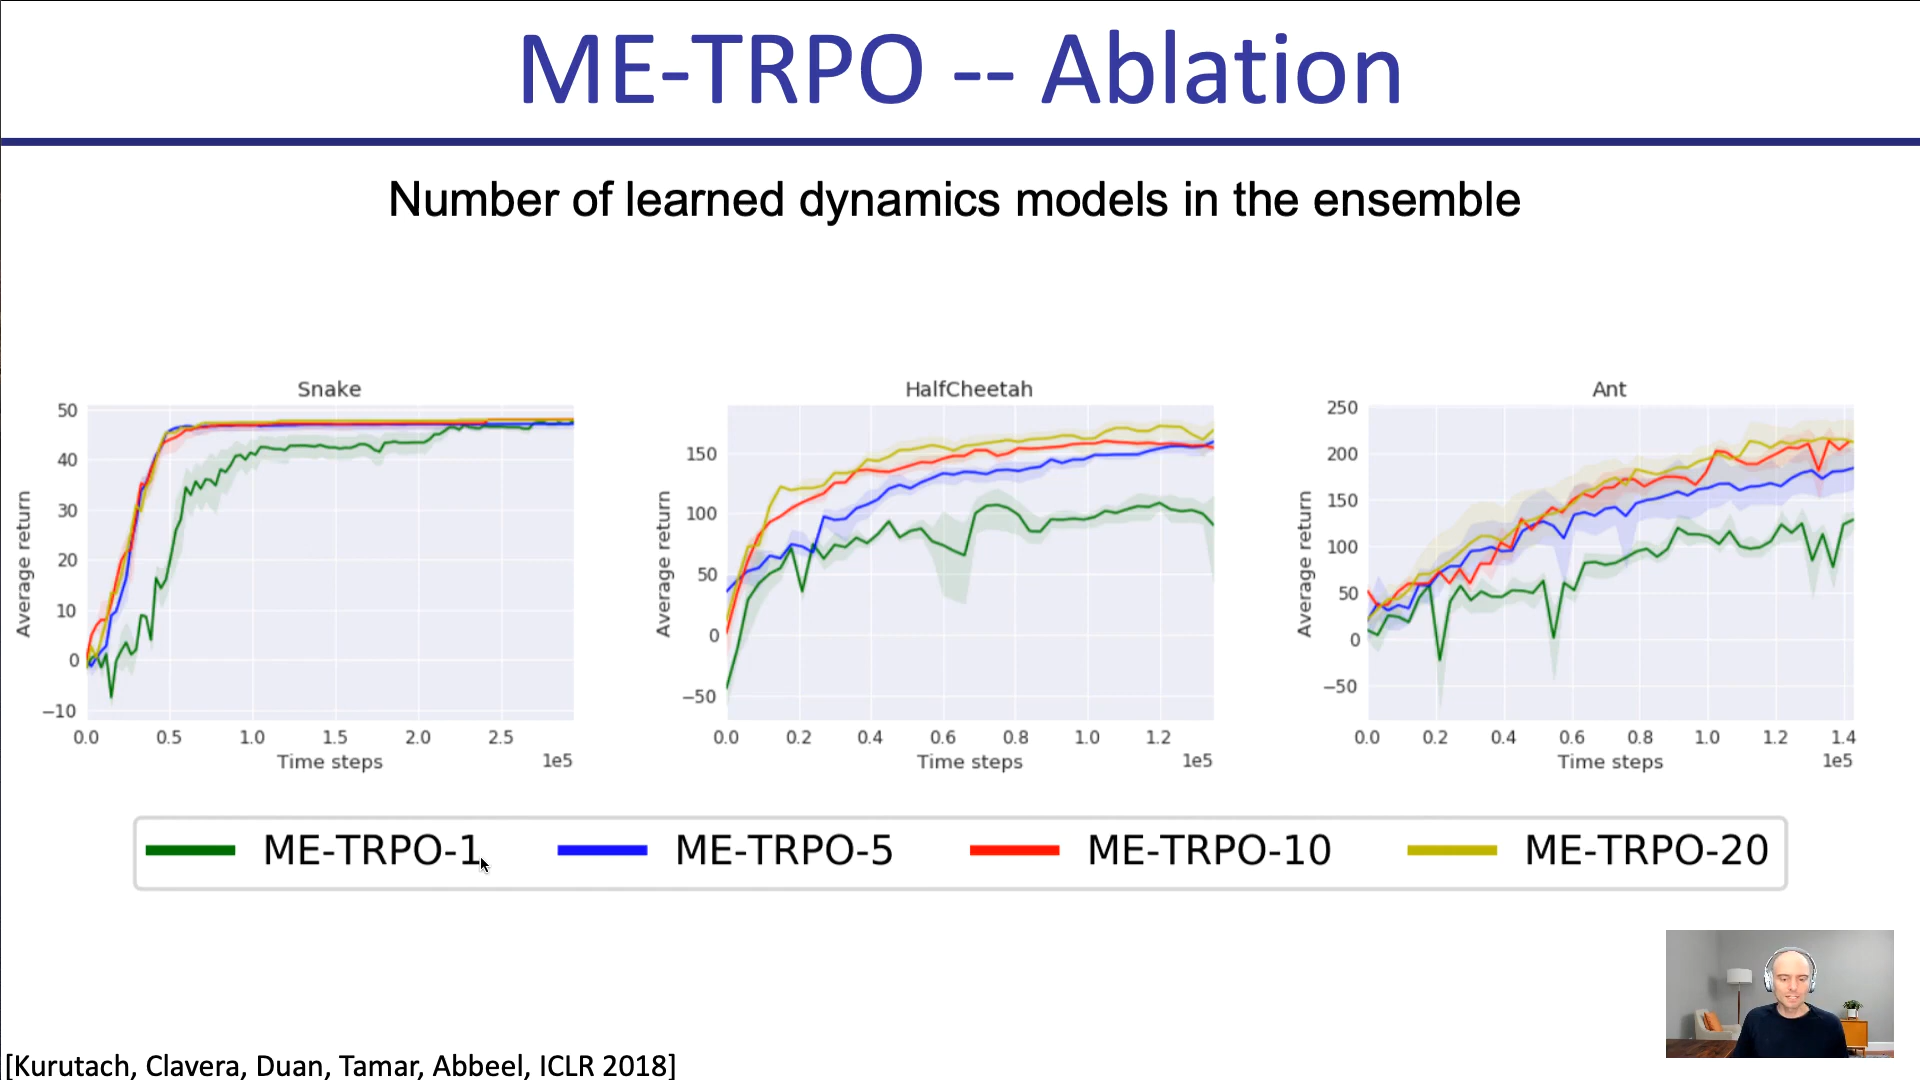 ME-TRPO -- Ablation
Number of learned dynamics models in the ensemble
Snake
50
40
30
20
10
0
−10
Average return
0.0 0.5 1.0 1.5 2.0 2.5
Time steps 1e5
HalfCheetah
150
100
50
0
−50
Average return
0.0 0.2 0.4 0.6 0.8 1.0 1.2
Time steps 1e5
Ant
250
200
150
100
50
0
−50
Average return
0.0 0.2 0.4 0.6 0.8 1.0 1.2 1.4
Time steps 1e5
ME-TRPO-1 ME-TRPO-5 ME-TRPO-10 ME-TRPO-20
[Kurutach, Clavera, Duan, Tamar, Abbeel, ICLR 2018]